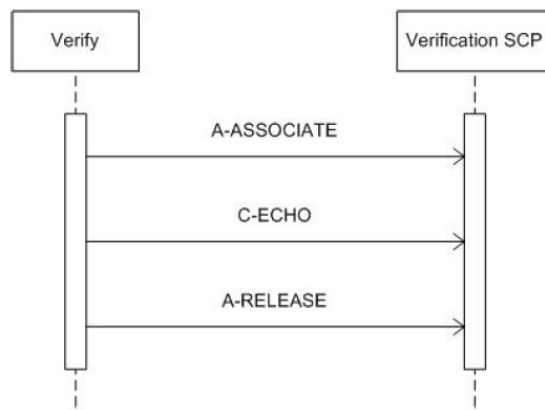 Verify
Verification SCP
A-ASSOCIATE
C-ECHO
A-RELEASE